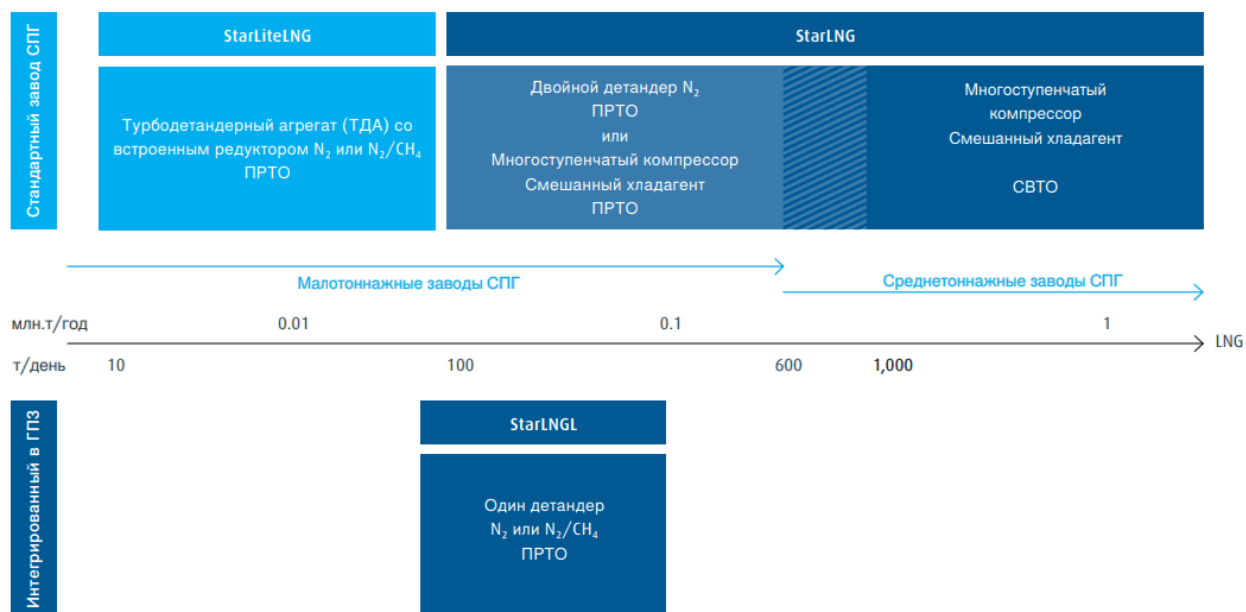 Стандартный завод СПГ
StarLiteLNG
StarLNG
Турбодетандерный агрегат (ТДА) со
встроенным редуктором N₂ или N₂/CH₄
ПРТО
Двойной детандер N₂
ПРТО
или
Многоступенчатый компрессор
Смешанный хладагент
ПРТО
Многоступенчатый
компрессор
Смешанный хладагент
СВТО
Малотоннажные заводы СПГ
Среднетоннажные заводы СПГ
млн.т/год 0.01 0.1 1
LNG
т/день 10 100 600 1,000
Интегрированный в ГПЗ
StarLNGL
Один детандер
N₂ или N₂/CH₄
ПРТО